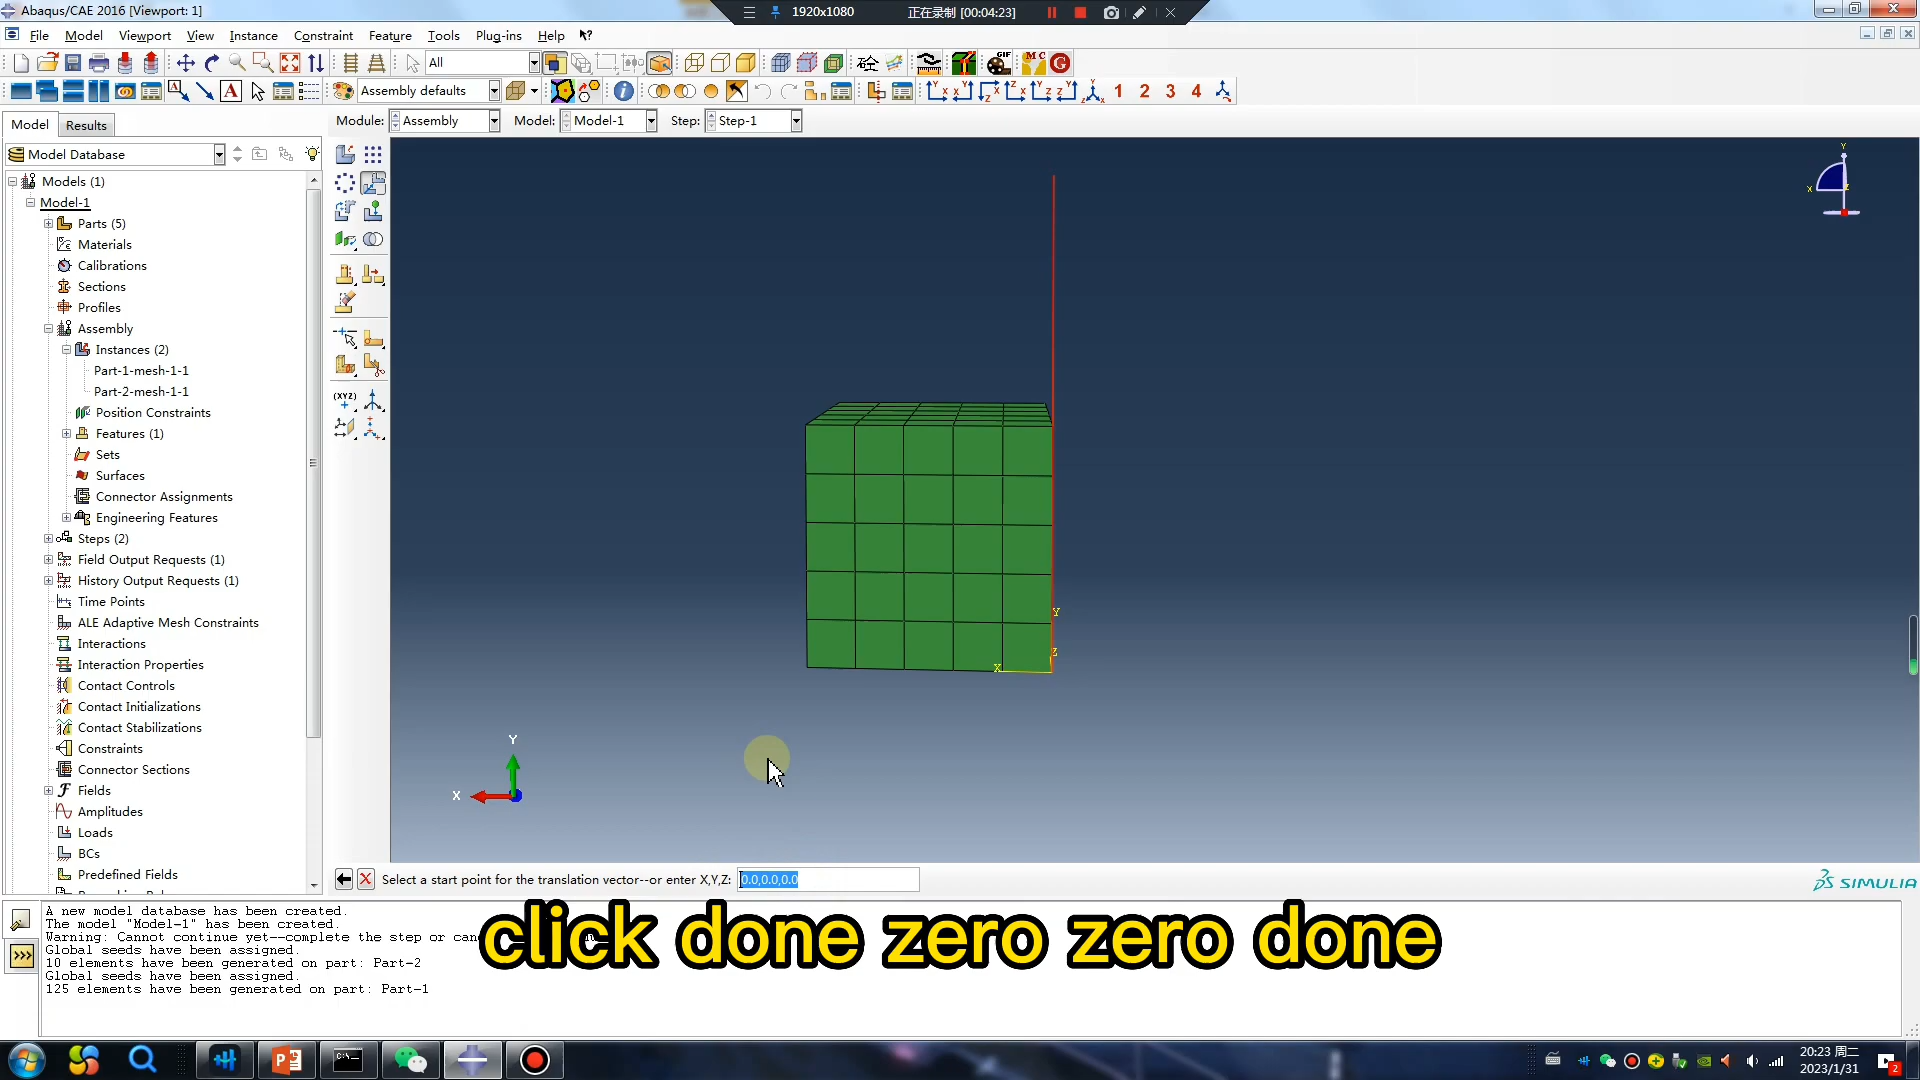 Abaqus/CAE 2016 [Viewport: 1]
1920x1080
正在录制 [00:04:23]
File Model Viewport View Instance Constraint Feature Tools Plug-ins Help
All
砼
GIF
MC
G
Assembly defaults
1 2 3 4
Model Results
Module: Assembly Model: Model-1 Step: Step-1
Model Database
Models (1)
Model-1
Parts (5)
Materials
Calibrations
Sections
Profiles
Assembly
Instances (2)
Part-1-mesh-1-1
Part-2-mesh-1-1
Position Constraints
Features (1)
Sets
Surfaces
Connector Assignments
Engineering Features
Steps (2)
Field Output Requests (1)
History Output Requests (1)
Time Points
ALE Adaptive Mesh Constraints
Interactions
Interaction Properties
Contact Controls
Contact Initializations
Contact Stabilizations
Constraints
Connector Sections
Fields
Amplitudes
Loads
BCs
Predefined Fields
(XYZ)
Y
X
Y
Z
X
Y
X
Select a start point for the translation vector--or enter X,Y,Z: 0.0,0.0,0.0
SIMULIA
A new model database has been created.
The model "Model-1" has been created.
Warning: Cannot continue yet--complete the step or
Global seeds have been assigned.
10 elements have been generated on part: Part-2
Global seeds have been assigned.
125 elements have been generated on part: Part-1
click done zero zero done
20:23 周二
2023/1/31
2